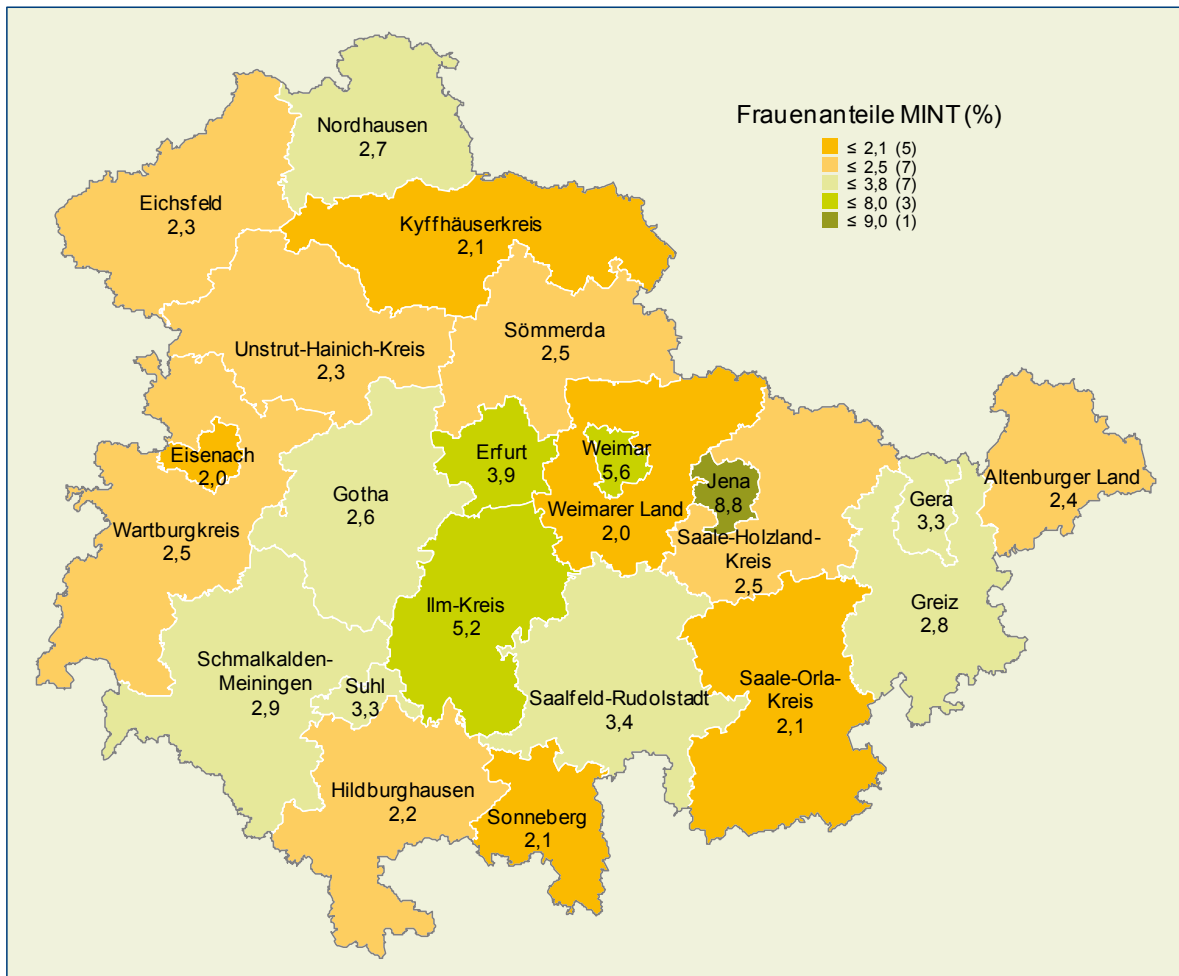 Frauenanteile MINT (%)
≤ 2,1 (5)
≤ 2,5 (7)
≤ 3,8 (7)
≤ 8,0 (3)
≤ 9,0 (1)
Nordhausen
2,7
Eichsfeld
2,3
Kyffhäuserkreis
2,1
Sömmerda
2,5
Unstrut-Hainich-Kreis
2,3
Eisenach
2,0
Erfurt
3,9
Weimar
5,6
Jena
8,8
Gera
3,3
Altenburger Land
2,4
Gotha
2,6
Weimarer Land
2,0
Wartburgkreis
2,5
Saale-Holzland-
Kreis
2,5
Ilm-Kreis
5,2
Greiz
2,8
Schmalkalden-
Meiningen
2,9
Suhl
3,3
Saalfeld-Rudolstadt
3,4
Saale-Orla-
Kreis
2,1
Hildburghausen
2,2
Sonneberg
2,1